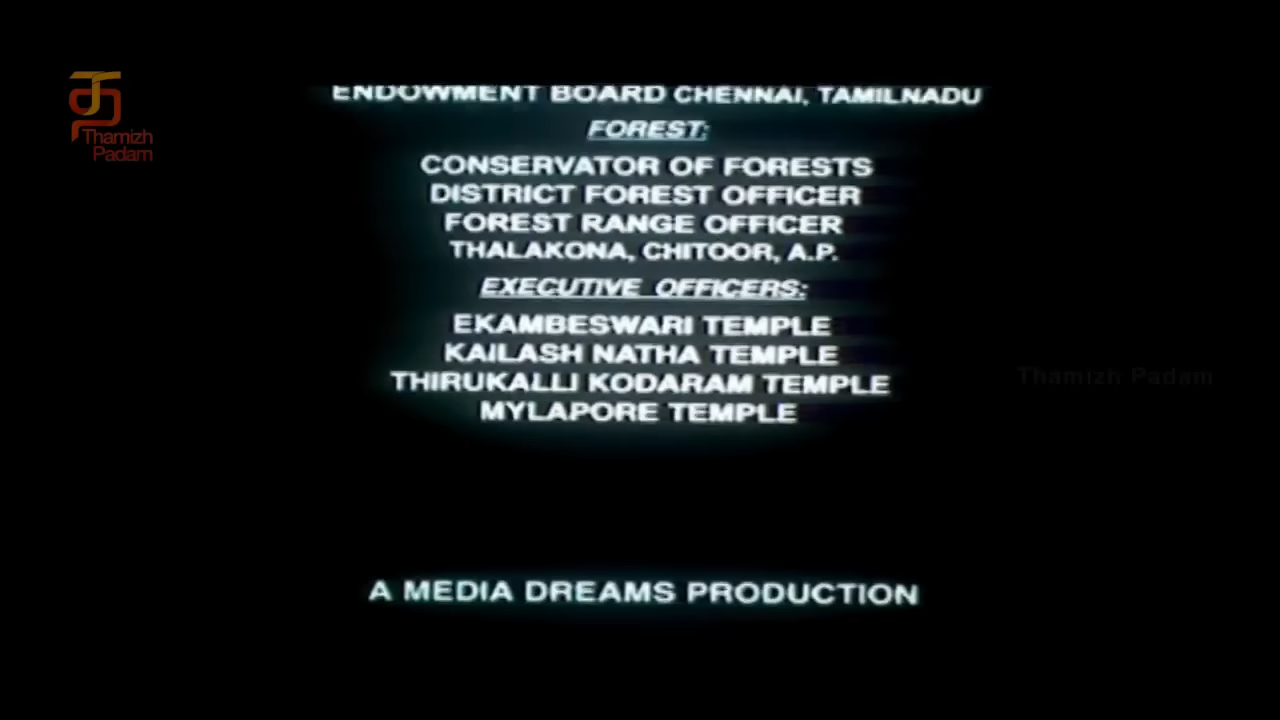 Thamizh
Padam
ENDOWMENT BOARD CHENNAI, TAMILNADU
FOREST:
CONSERVATOR OF FORESTS
DISTRICT FOREST OFFICER
FOREST RANGE OFFICER
THALAKONA, CHITOOR, A.P.
EXECUTIVE OFFICERS:
EKAMBESWARI TEMPLE
KAILASH NATHA TEMPLE
THIRUKALLI KODARAM TEMPLE
MYLAPORE TEMPLE
Thamizh Padam
A MEDIA DREAMS PRODUCTION